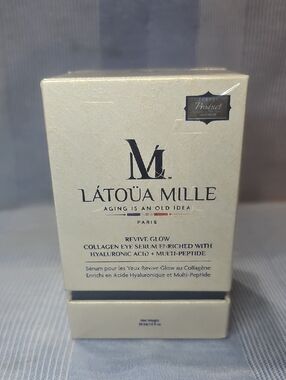 ML
LÁTOÜA MILLE
AGING IS AN OLD IDEA
PARIS
REVIVE GLOW
COLLAGEN EYE SERUM ENRICHED WITH
HYALURONIC ACID + MULTI-PEPTIDE
Sérum pour les Yeux Revive Glow au Collagène
Enrichi en Acide Hyaluronique et Multi-Peptide